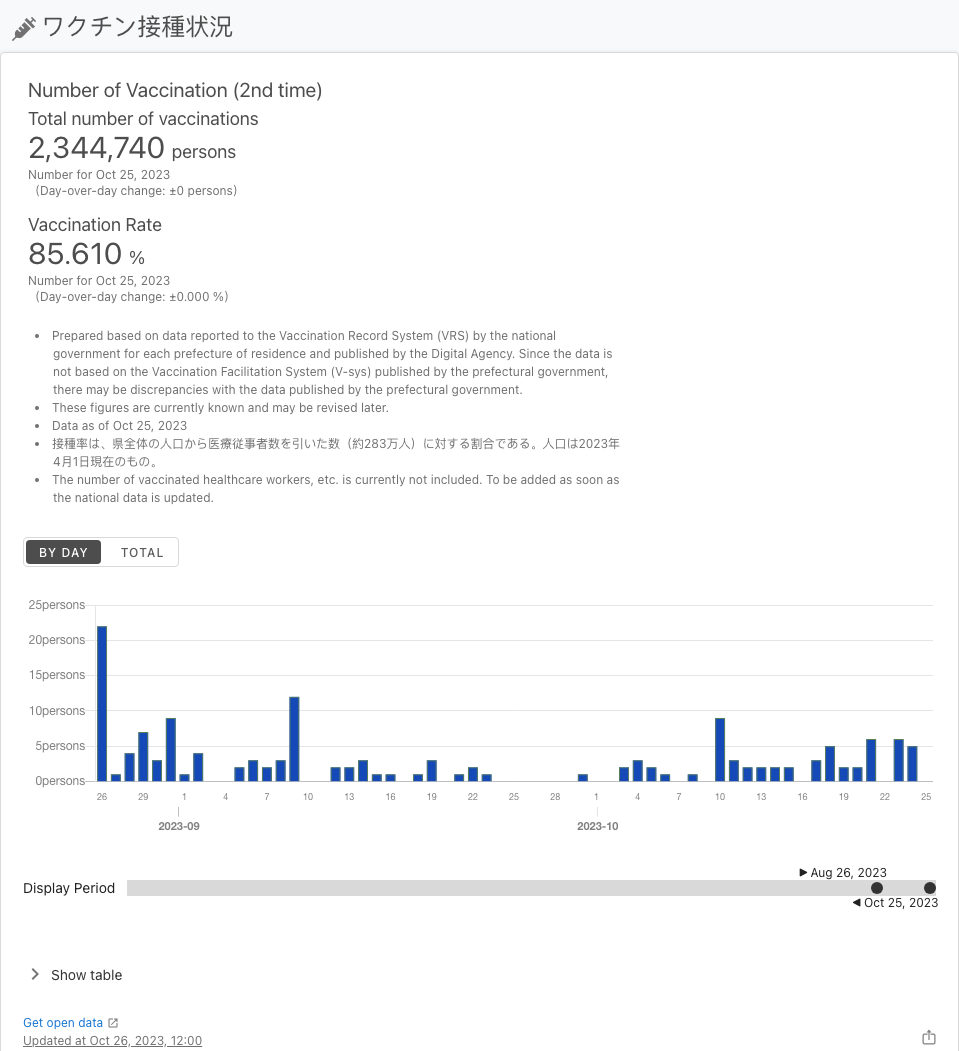 ワクチン接種状況
Number of Vaccination (2nd time)
Total number of vaccinations
2,344,740 persons
Number for Oct 25, 2023
(Day-over-day change: ±0 persons)
Vaccination Rate
85.610 %
Number for Oct 25, 2023
(Day-over-day change: ±0.000 %)
• Prepared based on data reported to the Vaccination Record System (VRS) by the national
government for each prefecture of residence and published by the Digital Agency. Since the data is
not based on the Vaccination Facilitation System (V-sys) published by the prefectural government,
there may be discrepancies with the data published by the prefectural government.
• These figures are currently known and may be revised later.
• Data as of Oct 25, 2023
• 接種率は、県全体の人口から医療従事者数を引いた数（約283万人）に対する割合である。人口は2023年
4月1日現在のもの。
• The number of vaccinated healthcare workers, etc. is currently not included. To be added as soon as
the national data is updated.
BY DAY TOTAL
25persons
20persons
15persons
10persons
5persons
0persons
26 29 1 4 7 10 13 16 19 22 25 28 1 4 7 10 13 16 19 22 25
2023-09 2023-10
▶ Aug 26, 2023
Display Period
◀ Oct 25, 2023
Show table
Get open data
Updated at Oct 26, 2023, 12:00